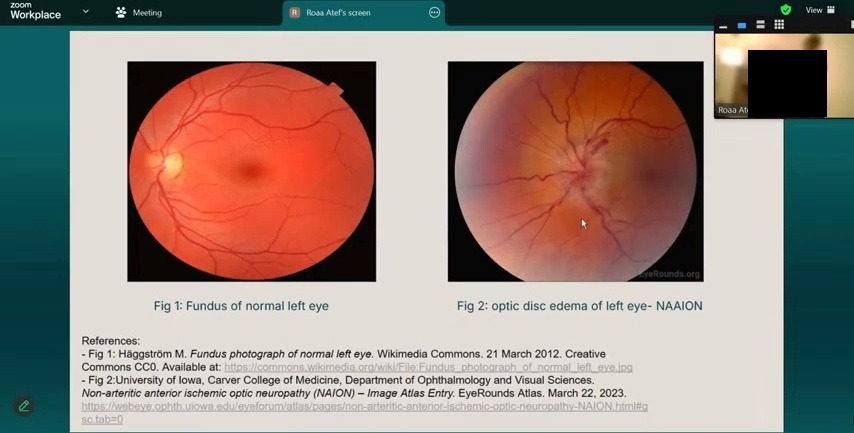 zoom
Workplace
Meeting
R Roaa Atef's screen
View
Roaa
EyeRounds.org
Fig 1: Fundus of normal left eye
Fig 2: optic disc edema of left eye- NAAION
References:
- Fig 1: Häggström M. Fundus photograph of normal left eye. Wikimedia Commons. 21 March 2012. Creative
Commons CC0. Available at: https://commons.wikimedia.org/wiki/File:Fundus_photograph_of_normal_left_eye.jpg
- Fig 2:University of Iowa, Carver College of Medicine, Department of Ophthalmology and Visual Sciences.
Non-arteritic anterior ischemic optic neuropathy (NAION) – Image Atlas Entry. EyeRounds Atlas. March 22, 2023.
https://webeye.ophth.uiowa.edu/eyeforum/atlas/pages/non-arteritic-anterior-ischemic-optic-neuropathy-NAION.html#g
sc.tab=0